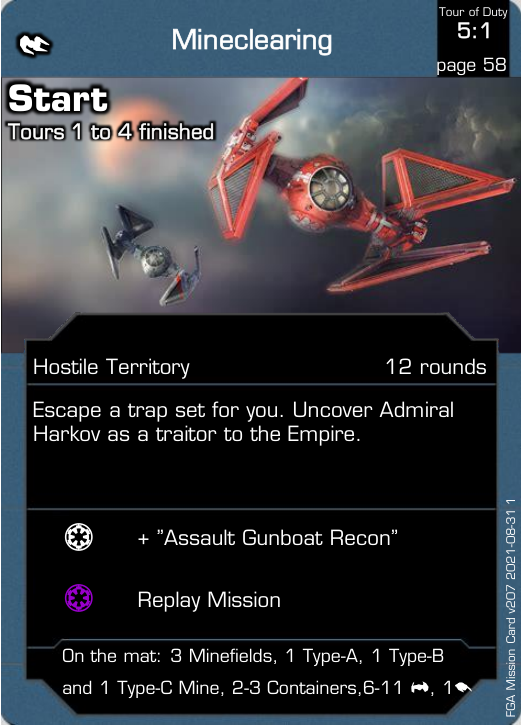 Mineclearing
Tour of Duty
5:1
page 58
Start
Tours 1 to 4 finished
Hostile Territory
12 rounds
Escape a trap set for you. Uncover Admiral
Harkov as a traitor to the Empire.
+ "Assault Gunboat Recon"
Replay Mission
On the mat: 3 Minefields, 1 Type-A, 1 Type-B
and 1 Type-C Mine, 2-3 Containers,6-11 , 1
FGA Mission Card v207 2021-08-31 1